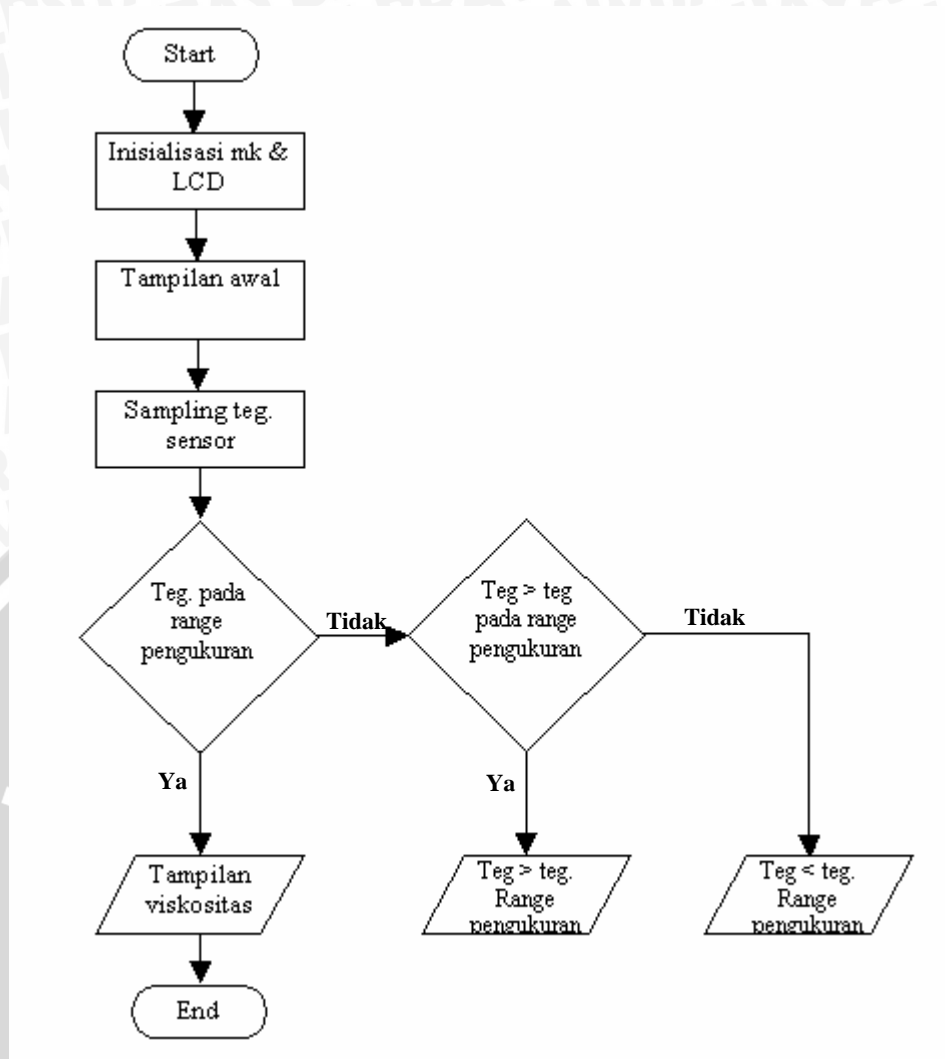 Start
Inisialisasi mk &
LCD
Tampilan awal
Sampling teg.
sensor
Teg. pada
range
pengukuran
Tidak
Teg > teg
pada range
pengukuran
Tidak
Ya
Ya
Tampilan
viskositas
Teg > teg.
Range
pengukuran
Teg < teg.
Range
pengukuran
End